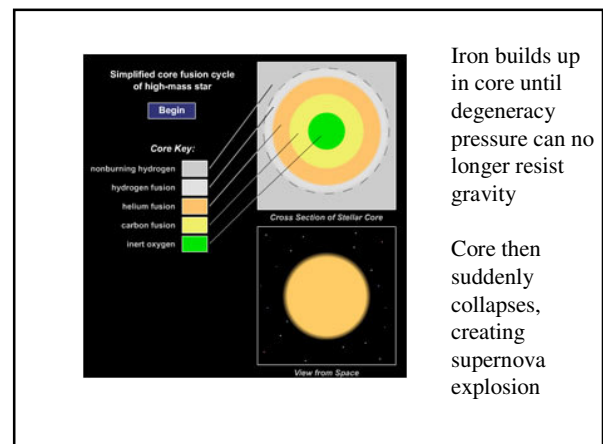 Simplified core fusion cycle
of high-mass star
Begin
Core Key:
nonburning hydrogen
hydrogen fusion
helium fusion
carbon fusion
inert oxygen
Cross Section of Stellar Core
View from Space
Iron builds up
in core until
degeneracy
pressure can no
longer resist
gravity
Core then
suddenly
collapses,
creating
supernova
explosion